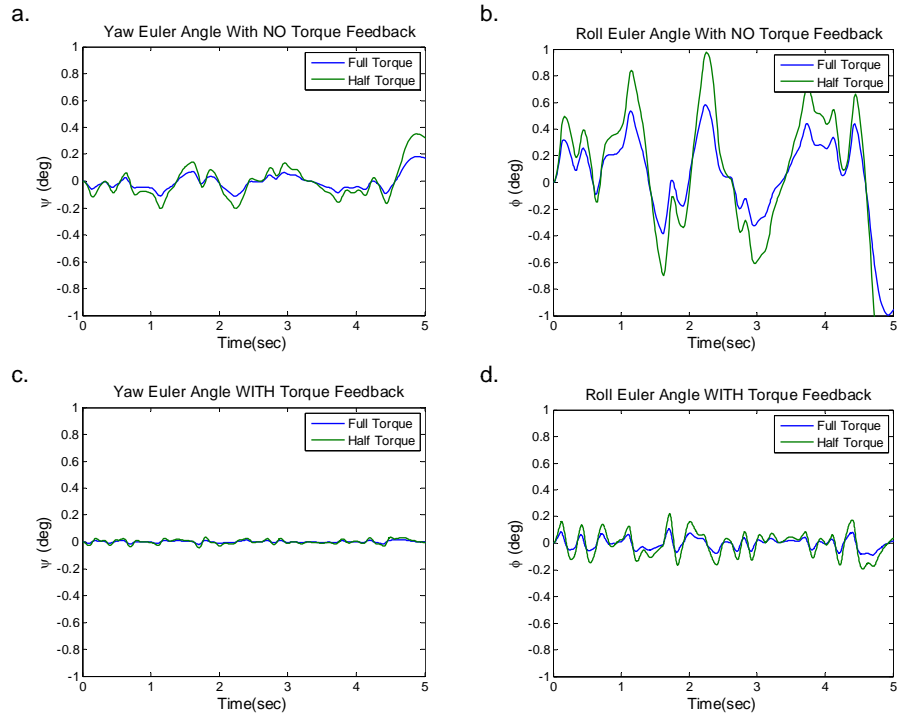 a.
Yaw Euler Angle With NO Torque Feedback
1
0.8
0.6
0.4
0.2
0
-0.2
-0.4
-0.6
-0.8
-1
ψ (deg)
Full Torque
Half Torque
0 1 2 3 4 5
Time(sec)
b.
Roll Euler Angle With NO Torque Feedback
1
0.8
0.6
0.4
0.2
0
-0.2
-0.4
-0.6
-0.8
-1
ϕ (deg)
Full Torque
Half Torque
0 1 2 3 4 5
Time(sec)
c.
Yaw Euler Angle WITH Torque Feedback
1
0.8
0.6
0.4
0.2
0
-0.2
-0.4
-0.6
-0.8
-1
ψ (deg)
Full Torque
Half Torque
0 1 2 3 4 5
Time(sec)
d.
Roll Euler Angle WITH Torque Feedback
1
0.8
0.6
0.4
0.2
0
-0.2
-0.4
-0.6
-0.8
-1
ϕ (deg)
Full Torque
Half Torque
0 1 2 3 4 5
Time(sec)